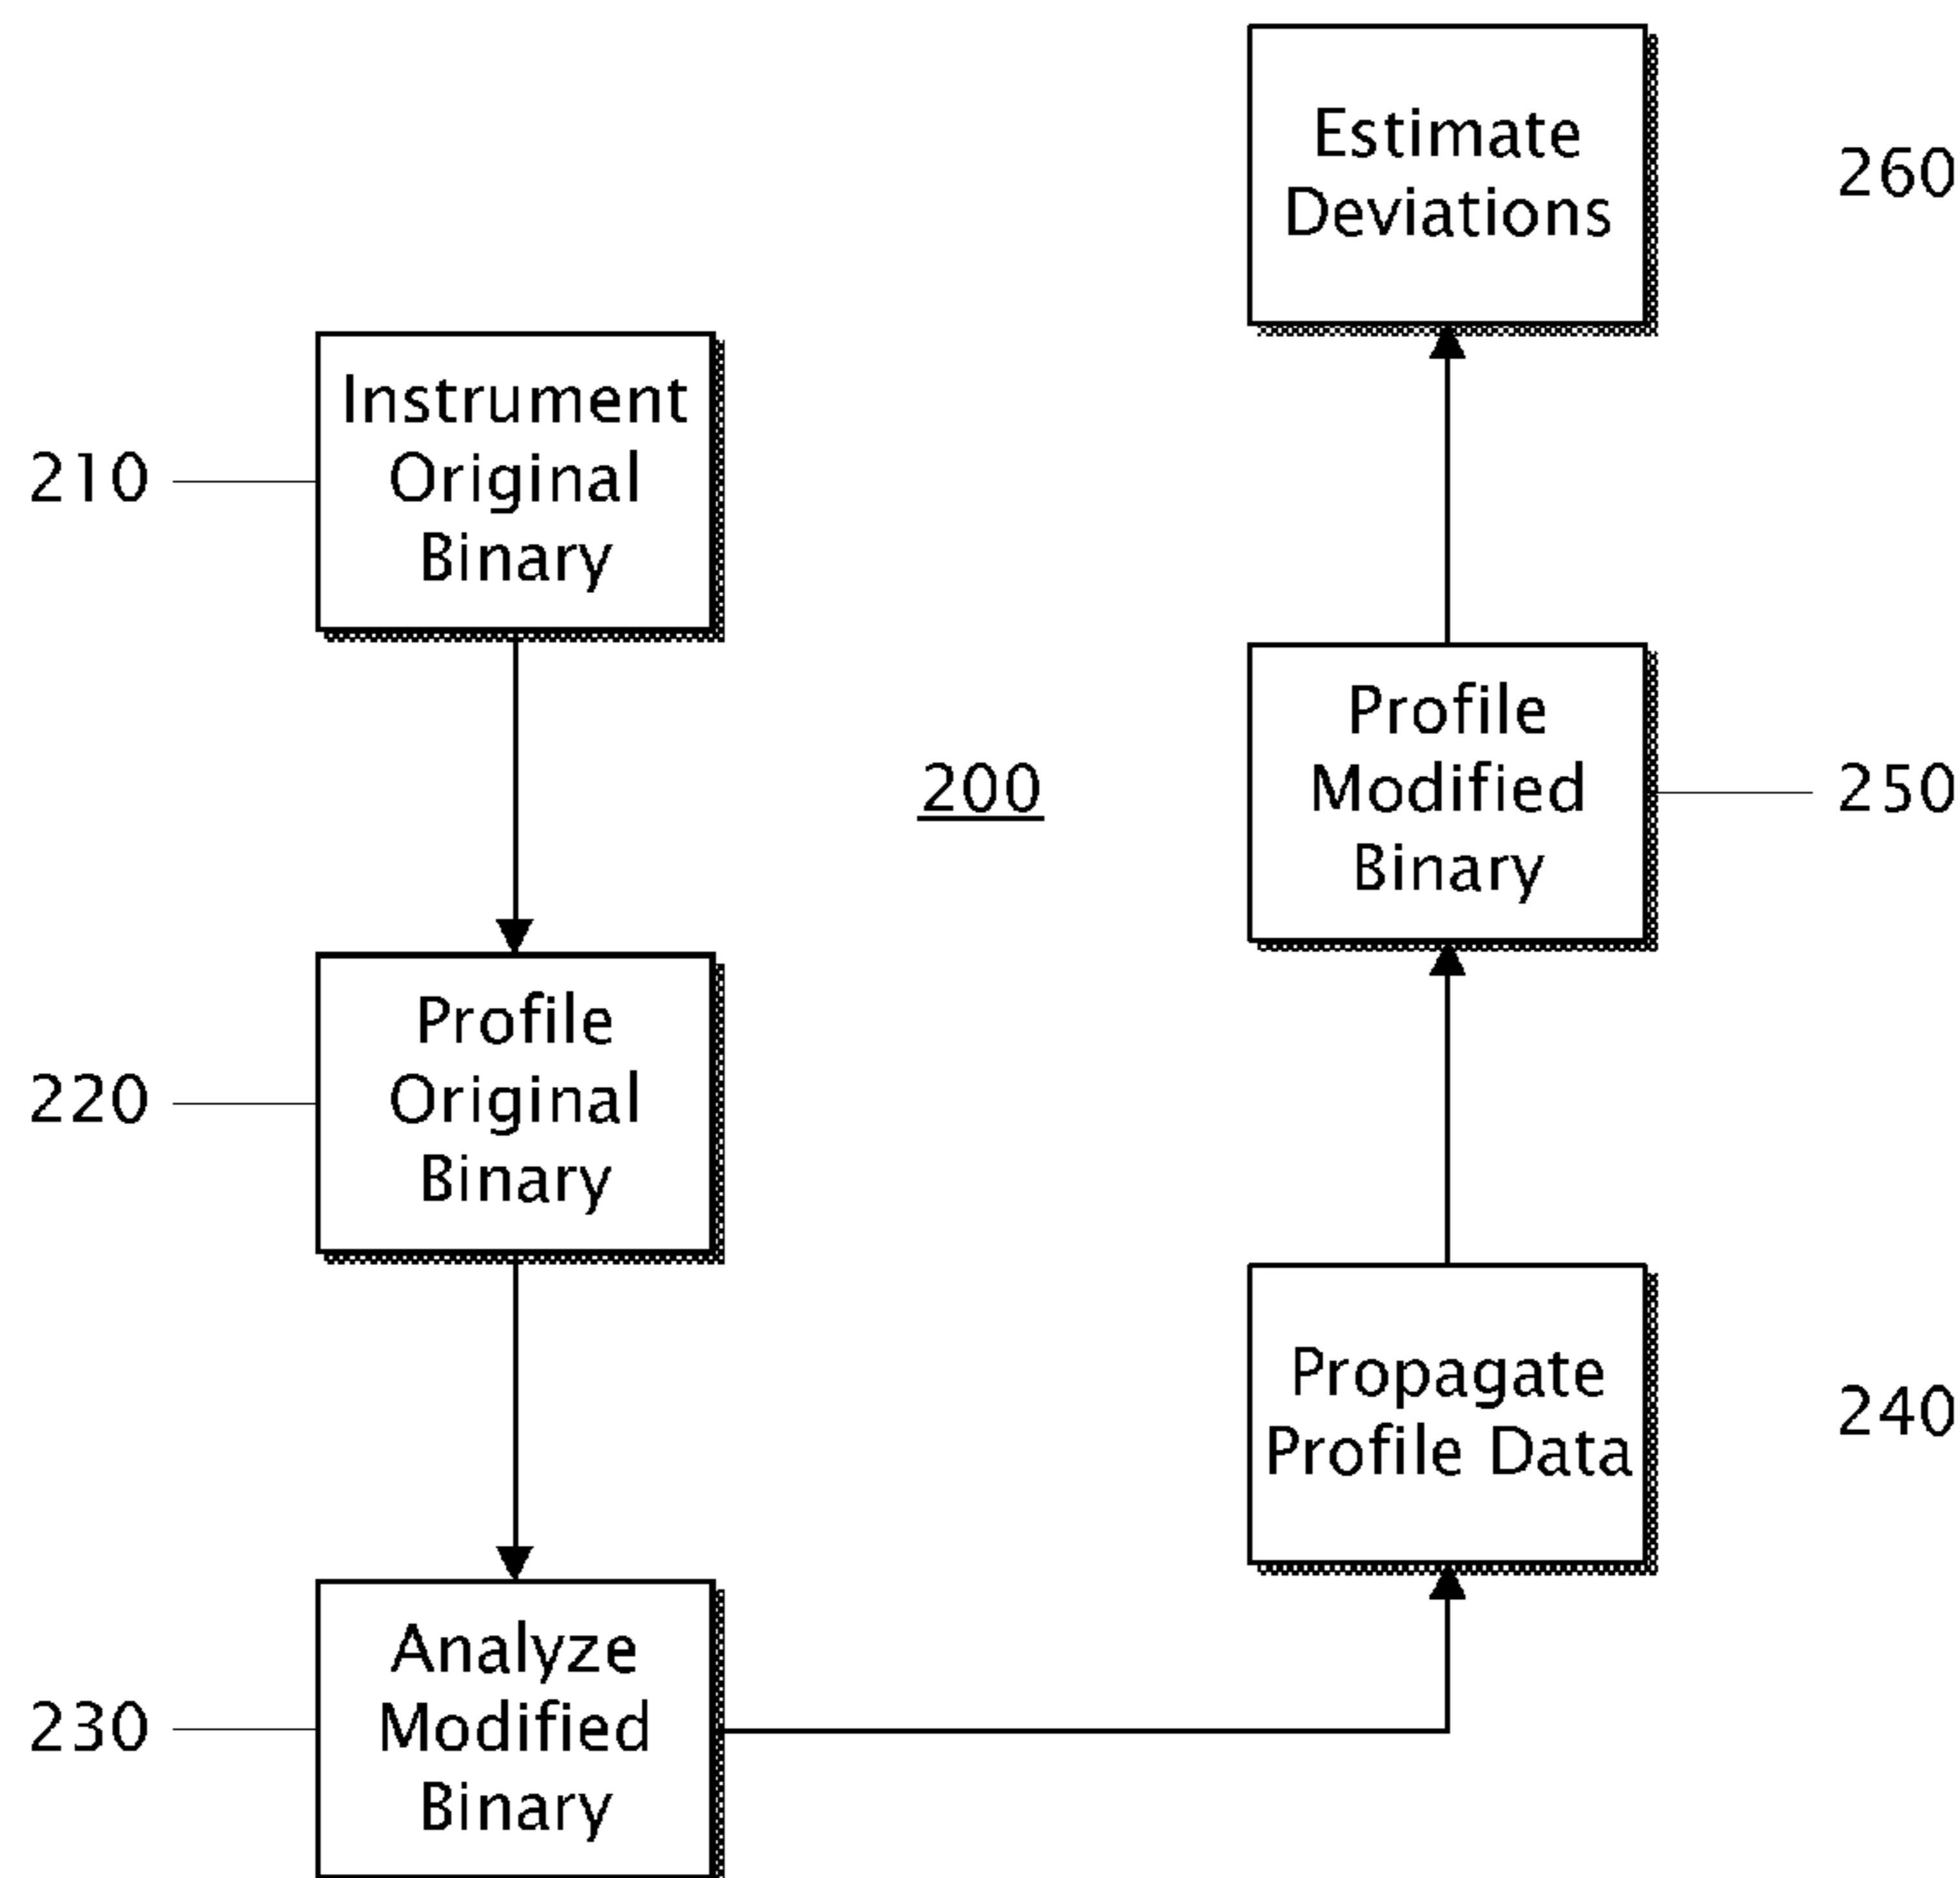 210
Instrument
Original
Binary
220
Profile
Original
Binary
230
Analyze
Modified
Binary
200
Estimate
Deviations
260
Profile
Modified
Binary
250
Propagate
Profile Data
240